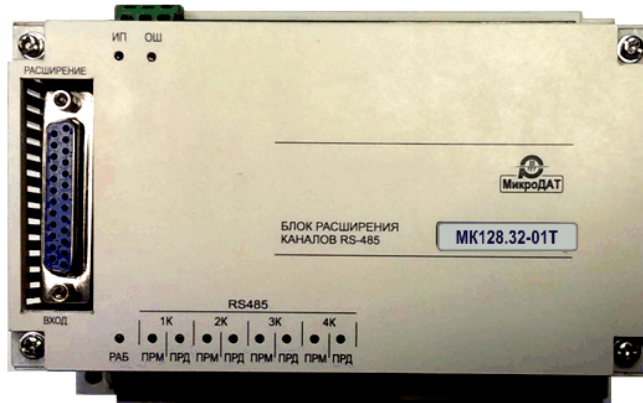 ИП ОШ
РАСШИРЕНИЕ
МикроДАТ
БЛОК РАСШИРЕНИЯ
КАНАЛОВ RS-485
МК128.32-01Т
RS485
ВХОД
1К 2К 3К 4К
РАБ ПРМ ПРД ПРМ ПРД ПРМ ПРД ПРМ ПРД